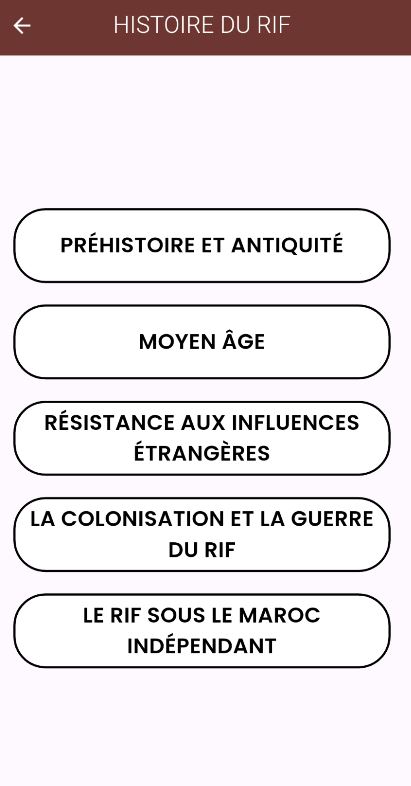 HISTOIRE DU RIF
PRÉHISTOIRE ET ANTIQUITÉ
MOYEN ÂGE
RÉSISTANCE AUX INFLUENCES
ÉTRANGÈRES
LA COLONISATION ET LA GUERRE
DU RIF
LE RIF SOUS LE MAROC
INDÉPENDANT